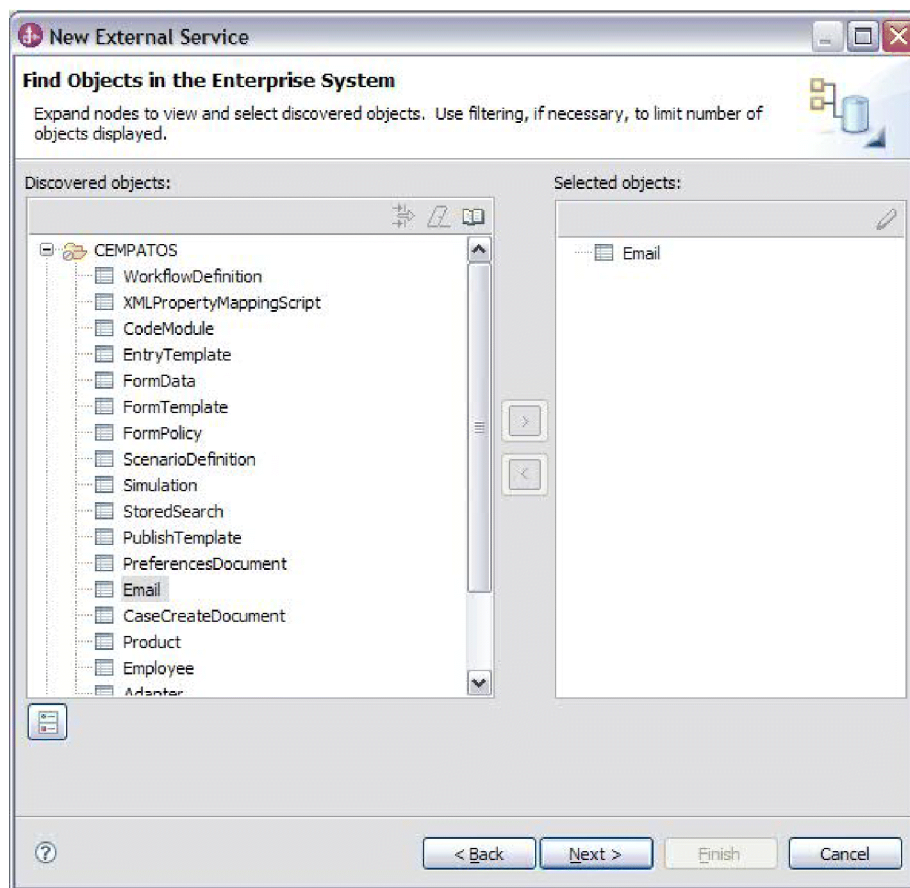 New External Service
Find Objects in the Enterprise System
Expand nodes to view and select discovered objects. Use filtering, if necessary, to limit number of
objects displayed.
Discovered objects:
Selected objects:
CEMPATOS
Email
WorkflowDefinition
XMLPropertyMappingScript
CodeModule
EntryTemplate
FormData
FormTemplate
FormPolicy
ScenarioDefinition
Simulation
StoredSearch
PublishTemplate
PreferencesDocument
Email
CaseCreateDocument
Product
Employee
Adapter
< Back
Next >
Finish
Cancel